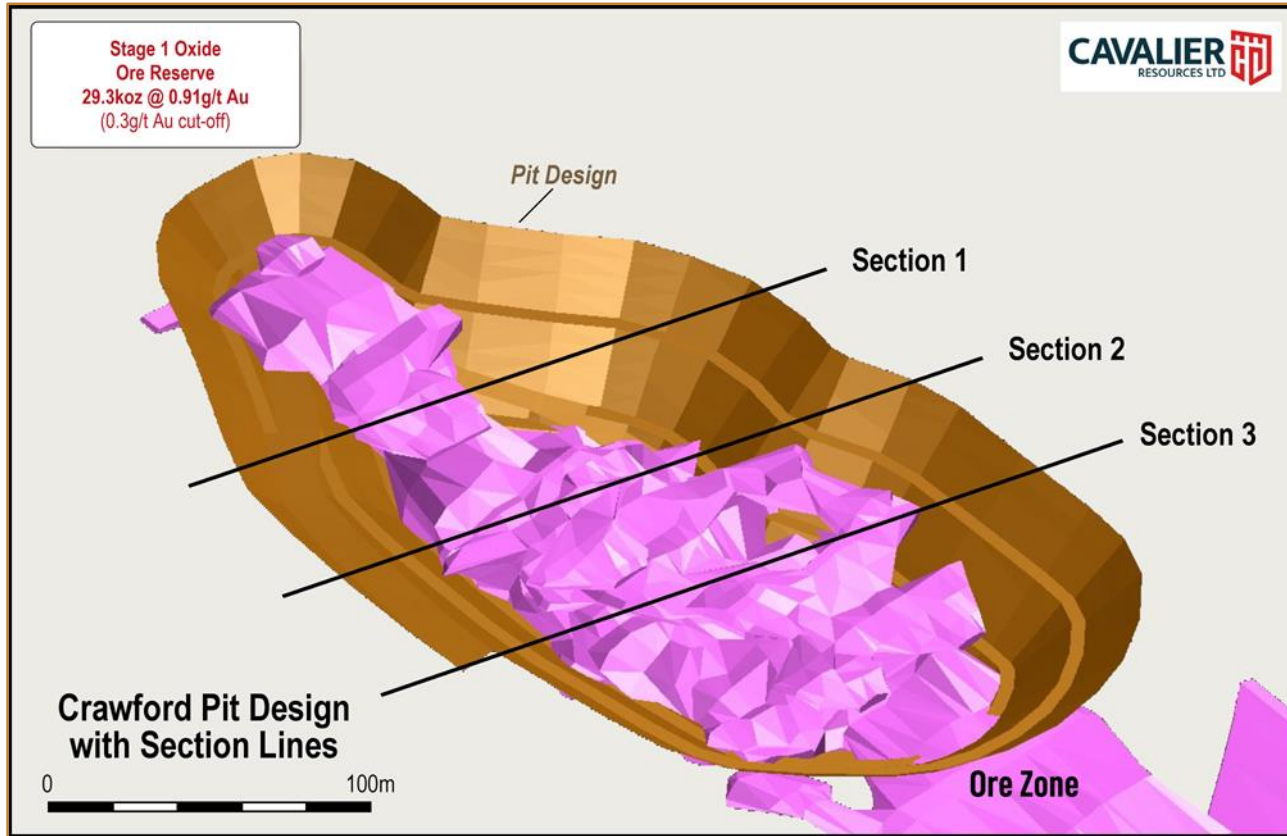 Stage 1 Oxide
Ore Reserve
29.3koz @ 0.91g/t Au
(0.3g/t Au cut-off)
CAVALIER
RESOURCES LTD
Pit Design
Section 1
Section 2
Section 3
Crawford Pit Design
with Section Lines
0 100m
Ore Zone